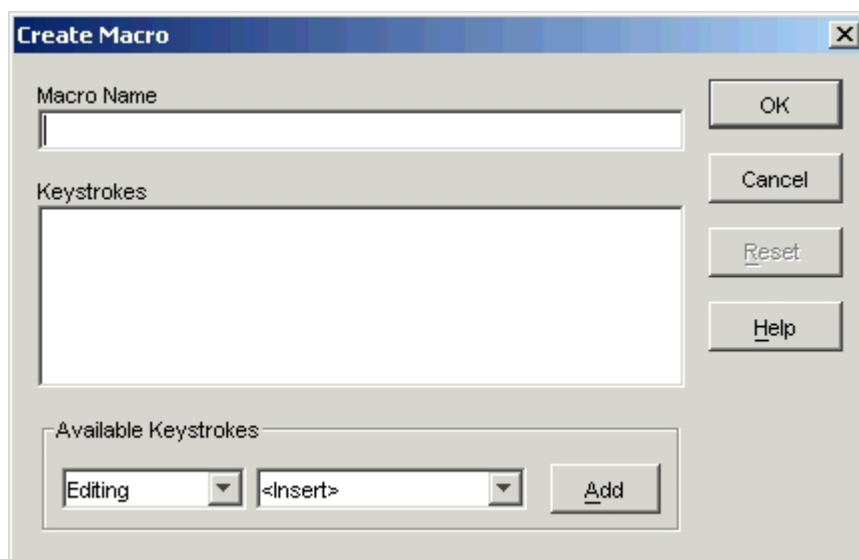 Create Macro
Macro Name
OK
Cancel
Keystrokes
Reset
Help
Available Keystrokes
Editing
<Insert>
Add